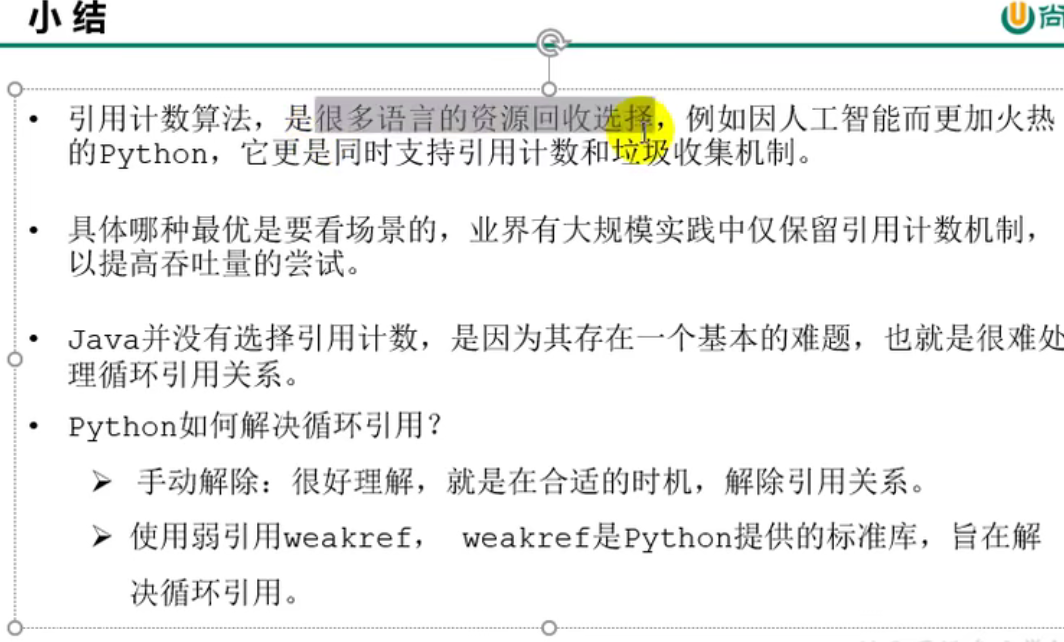 小结
尚
• 引用计数算法，是很多语言的资源回收选择，例如因人工智能而更加火热
的Python，它更是同时支持引用计数和垃圾收集机制。
• 具体哪种最优是要看场景的，业界有大规模实践中仅保留引用计数机制，
以提高吞吐量的尝试。
• Java并没有选择引用计数，是因为其存在一个基本的难题，也就是很难处
理循环引用关系。
• Python如何解决循环引用？
➢ 手动解除：很好理解，就是在合适的时机，解除引用关系。
➢ 使用弱引用weakref， weakref是Python提供的标准库，旨在解
决循环引用。